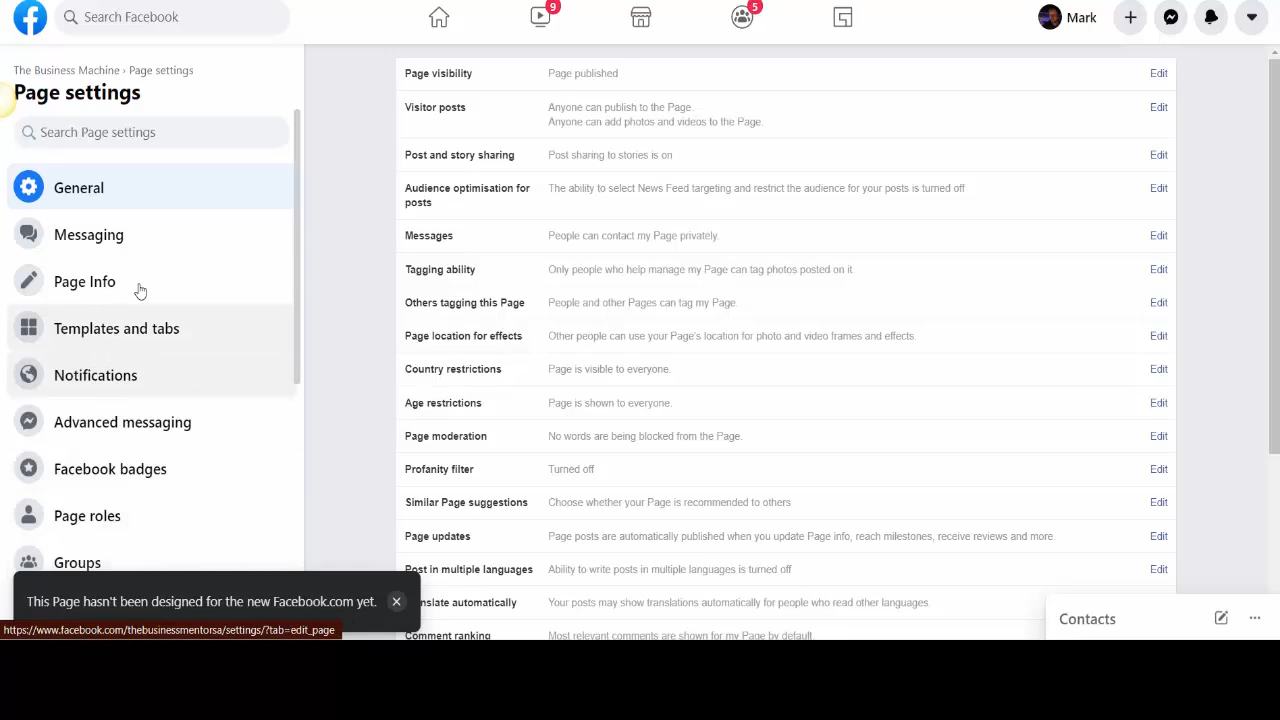 Search Facebook
9
5
Mark
The Business Machine › Page settings
Page settings
Search Page settings
General
Messaging
Page Info
Templates and tabs
Notifications
Advanced messaging
Facebook badges
Page roles
Groups
Page visibility Page published Edit
Visitor posts Anyone can publish to the Page. Edit
Anyone can add photos and videos to the Page.
Post and story sharing Post sharing to stories is on Edit
Audience optimisation for The ability to select News Feed targeting and restrict the audience for your posts is turned off Edit
posts
Messages People can contact my Page privately. Edit
Tagging ability Only people who help manage my Page can tag photos posted on it. Edit
Others tagging this Page People and other Pages can tag my Page. Edit
Page location for effects Other people can use your Page's location for photo and video frames and effects. Edit
Country restrictions Page is visible to everyone. Edit
Age restrictions Page is shown to everyone. Edit
Page moderation No words are being blocked from the Page. Edit
Profanity filter Turned off Edit
Similar Page suggestions Choose whether your Page is recommended to others Edit
Page updates Page posts are automatically published when you update Page info, reach milestones, receive reviews and more. Edit
Post in multiple languages Ability to write posts in multiple languages is turned off Edit
nslate automatically Your posts may show translations automatically for people who read other languages.
Comment ranking Most relevant comments are shown for my Page by default.
This Page hasn't been designed for the new Facebook.com yet.
https://www.facebook.com/thebusinessmentorsa/settings/?tab=edit_page
Contacts